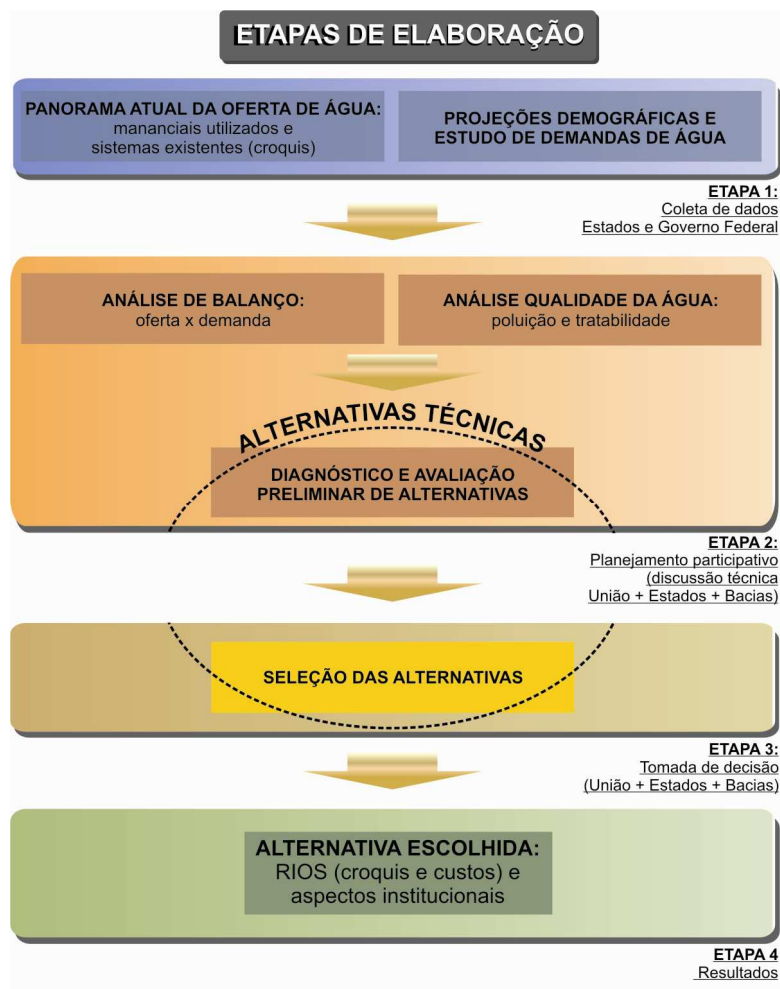 ETAPAS DE ELABORAÇÃO
PANORAMA ATUAL DA OFERTA DE ÁGUA:
mananciais utilizados e
sistemas existentes (croquis)
PROJEÇÕES DEMOGRÁFICAS E
ESTUDO DE DEMANDAS DE ÁGUA
ETAPA 1:
Coleta de dados
Estados e Governo Federal
ANÁLISE DE BALANÇO:
oferta x demanda
ANÁLISE QUALIDADE DA ÁGUA:
poluição e tratabilidade
ALTERNATIVAS TÉCNICAS
DIAGNÓSTICO E AVALIAÇÃO
PRELIMINAR DE ALTERNATIVAS
ETAPA 2:
Planejamento participativo
(discussão técnica
União + Estados + Bacias)
SELEÇÃO DAS ALTERNATIVAS
ETAPA 3:
Tomada de decisão
(União + Estados + Bacias)
ALTERNATIVA ESCOLHIDA:
RIOS (croquis e custos) e
aspectos institucionais
ETAPA 4
Resultados